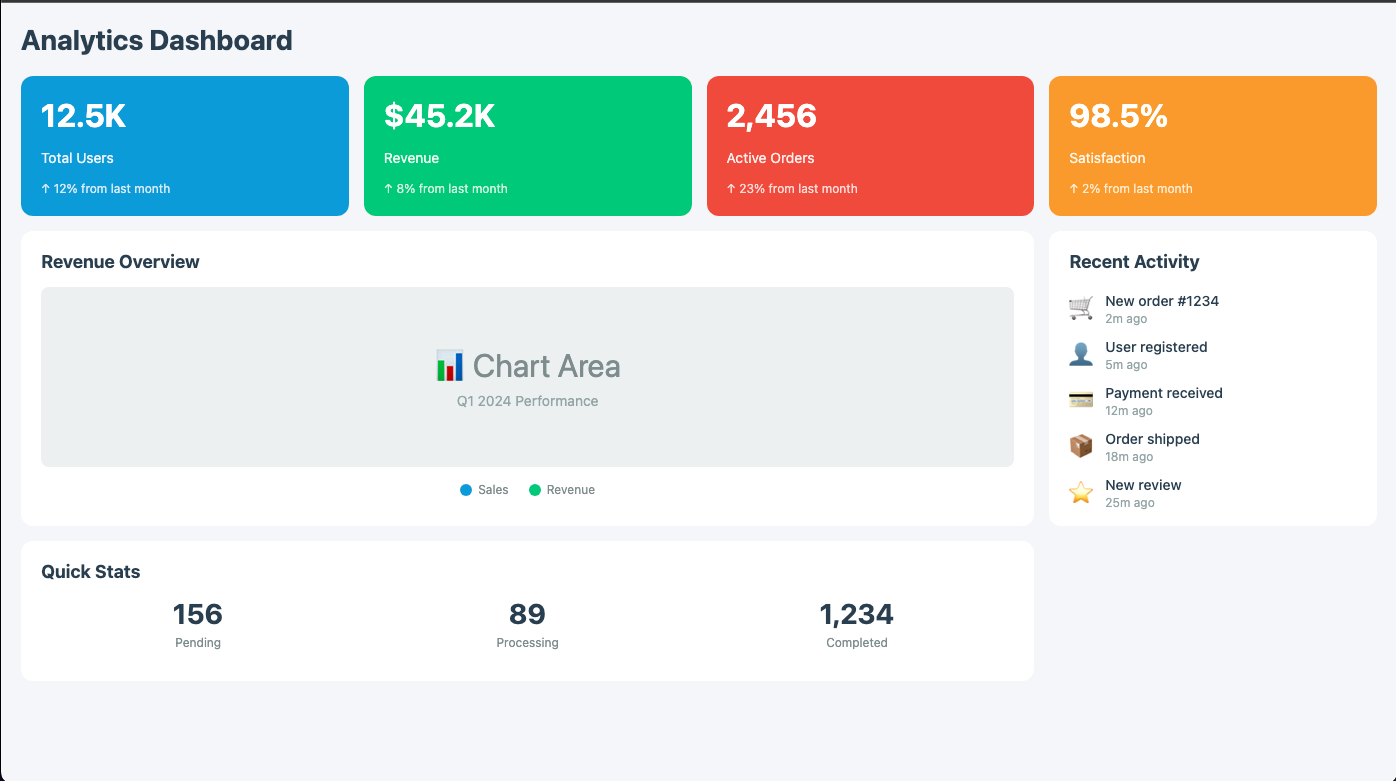 Analytics Dashboard
12.5K
Total Users
↑ 12% from last month
$45.2K
Revenue
↑ 8% from last month
2,456
Active Orders
↑ 23% from last month
98.5%
Satisfaction
↑ 2% from last month
Revenue Overview
📊 Chart Area
Q1 2024 Performance
Sales
Revenue
Recent Activity
New order #1234
2m ago
User registered
5m ago
Payment received
12m ago
Order shipped
18m ago
New review
25m ago
Quick Stats
156
Pending
89
Processing
1,234
Completed